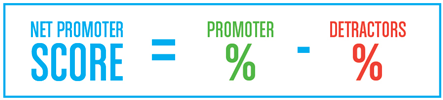 NET PROMOTER
SCORE
=
PROMOTER
%
-
DETRACTORS
%